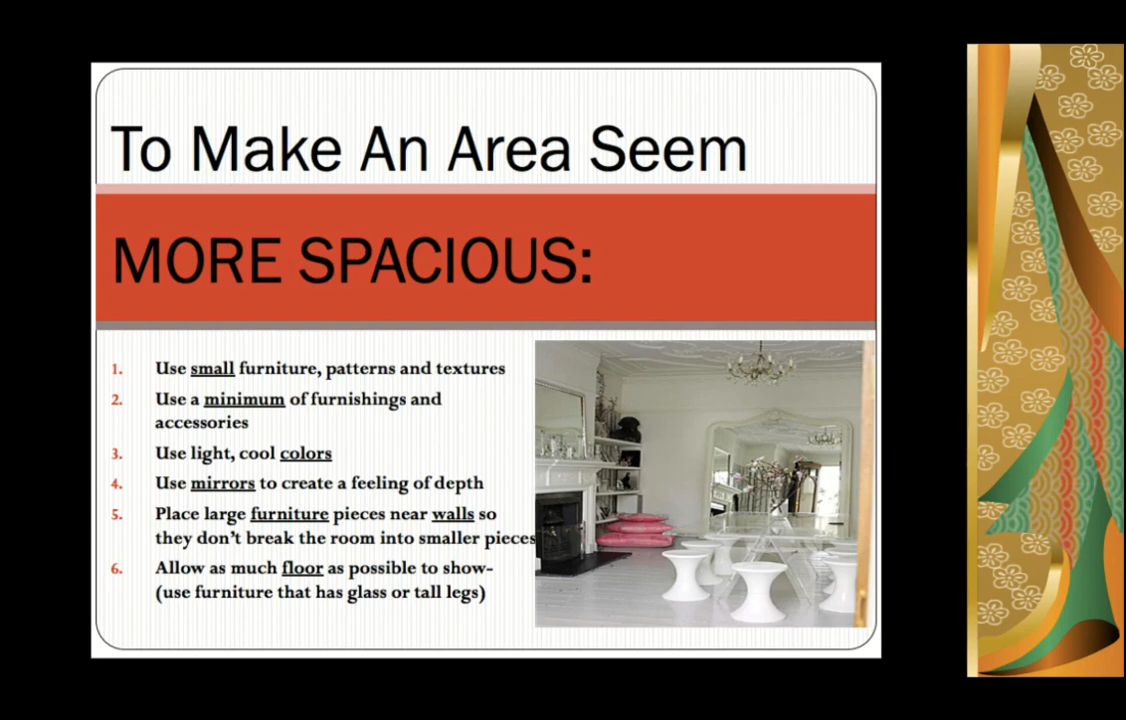 To Make An Area Seem
MORE SPACIOUS:
1. Use small furniture, patterns and textures
2. Use a minimum of furnishings and
accessories
3. Use light, cool colors
4. Use mirrors to create a feeling of depth
5. Place large furniture pieces near walls so
they don't break the room into smaller pieces
6. Allow as much floor as possible to show-
(use furniture that has glass or tall legs)